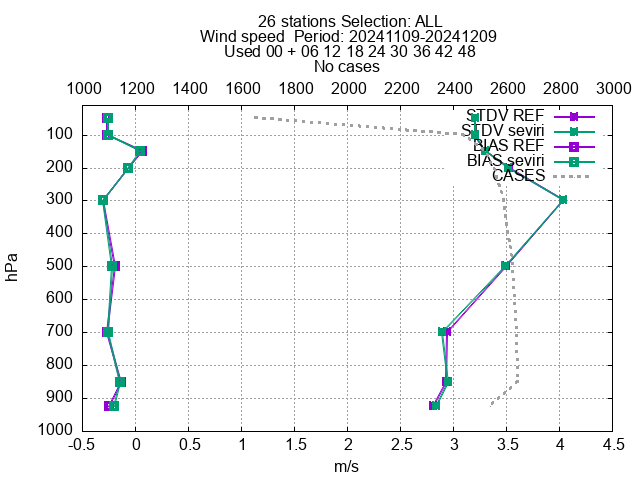 26 stations Selection: ALL
Wind speed  Period: 20241109-20241209
Used 00 + 06 12 18 24 30 36 42 48
No cases
1000 1200 1400 1600 1800 2000 2200 2400 2600 2800 3000
STDV REF
STDV seviri
BIAS REF
BIAS seviri
CASES
100
200
300
400
500
600
700
800
900
1000
hPa
-0.5 0 0.5 1 1.5 2 2.5 3 3.5 4 4.5
m/s